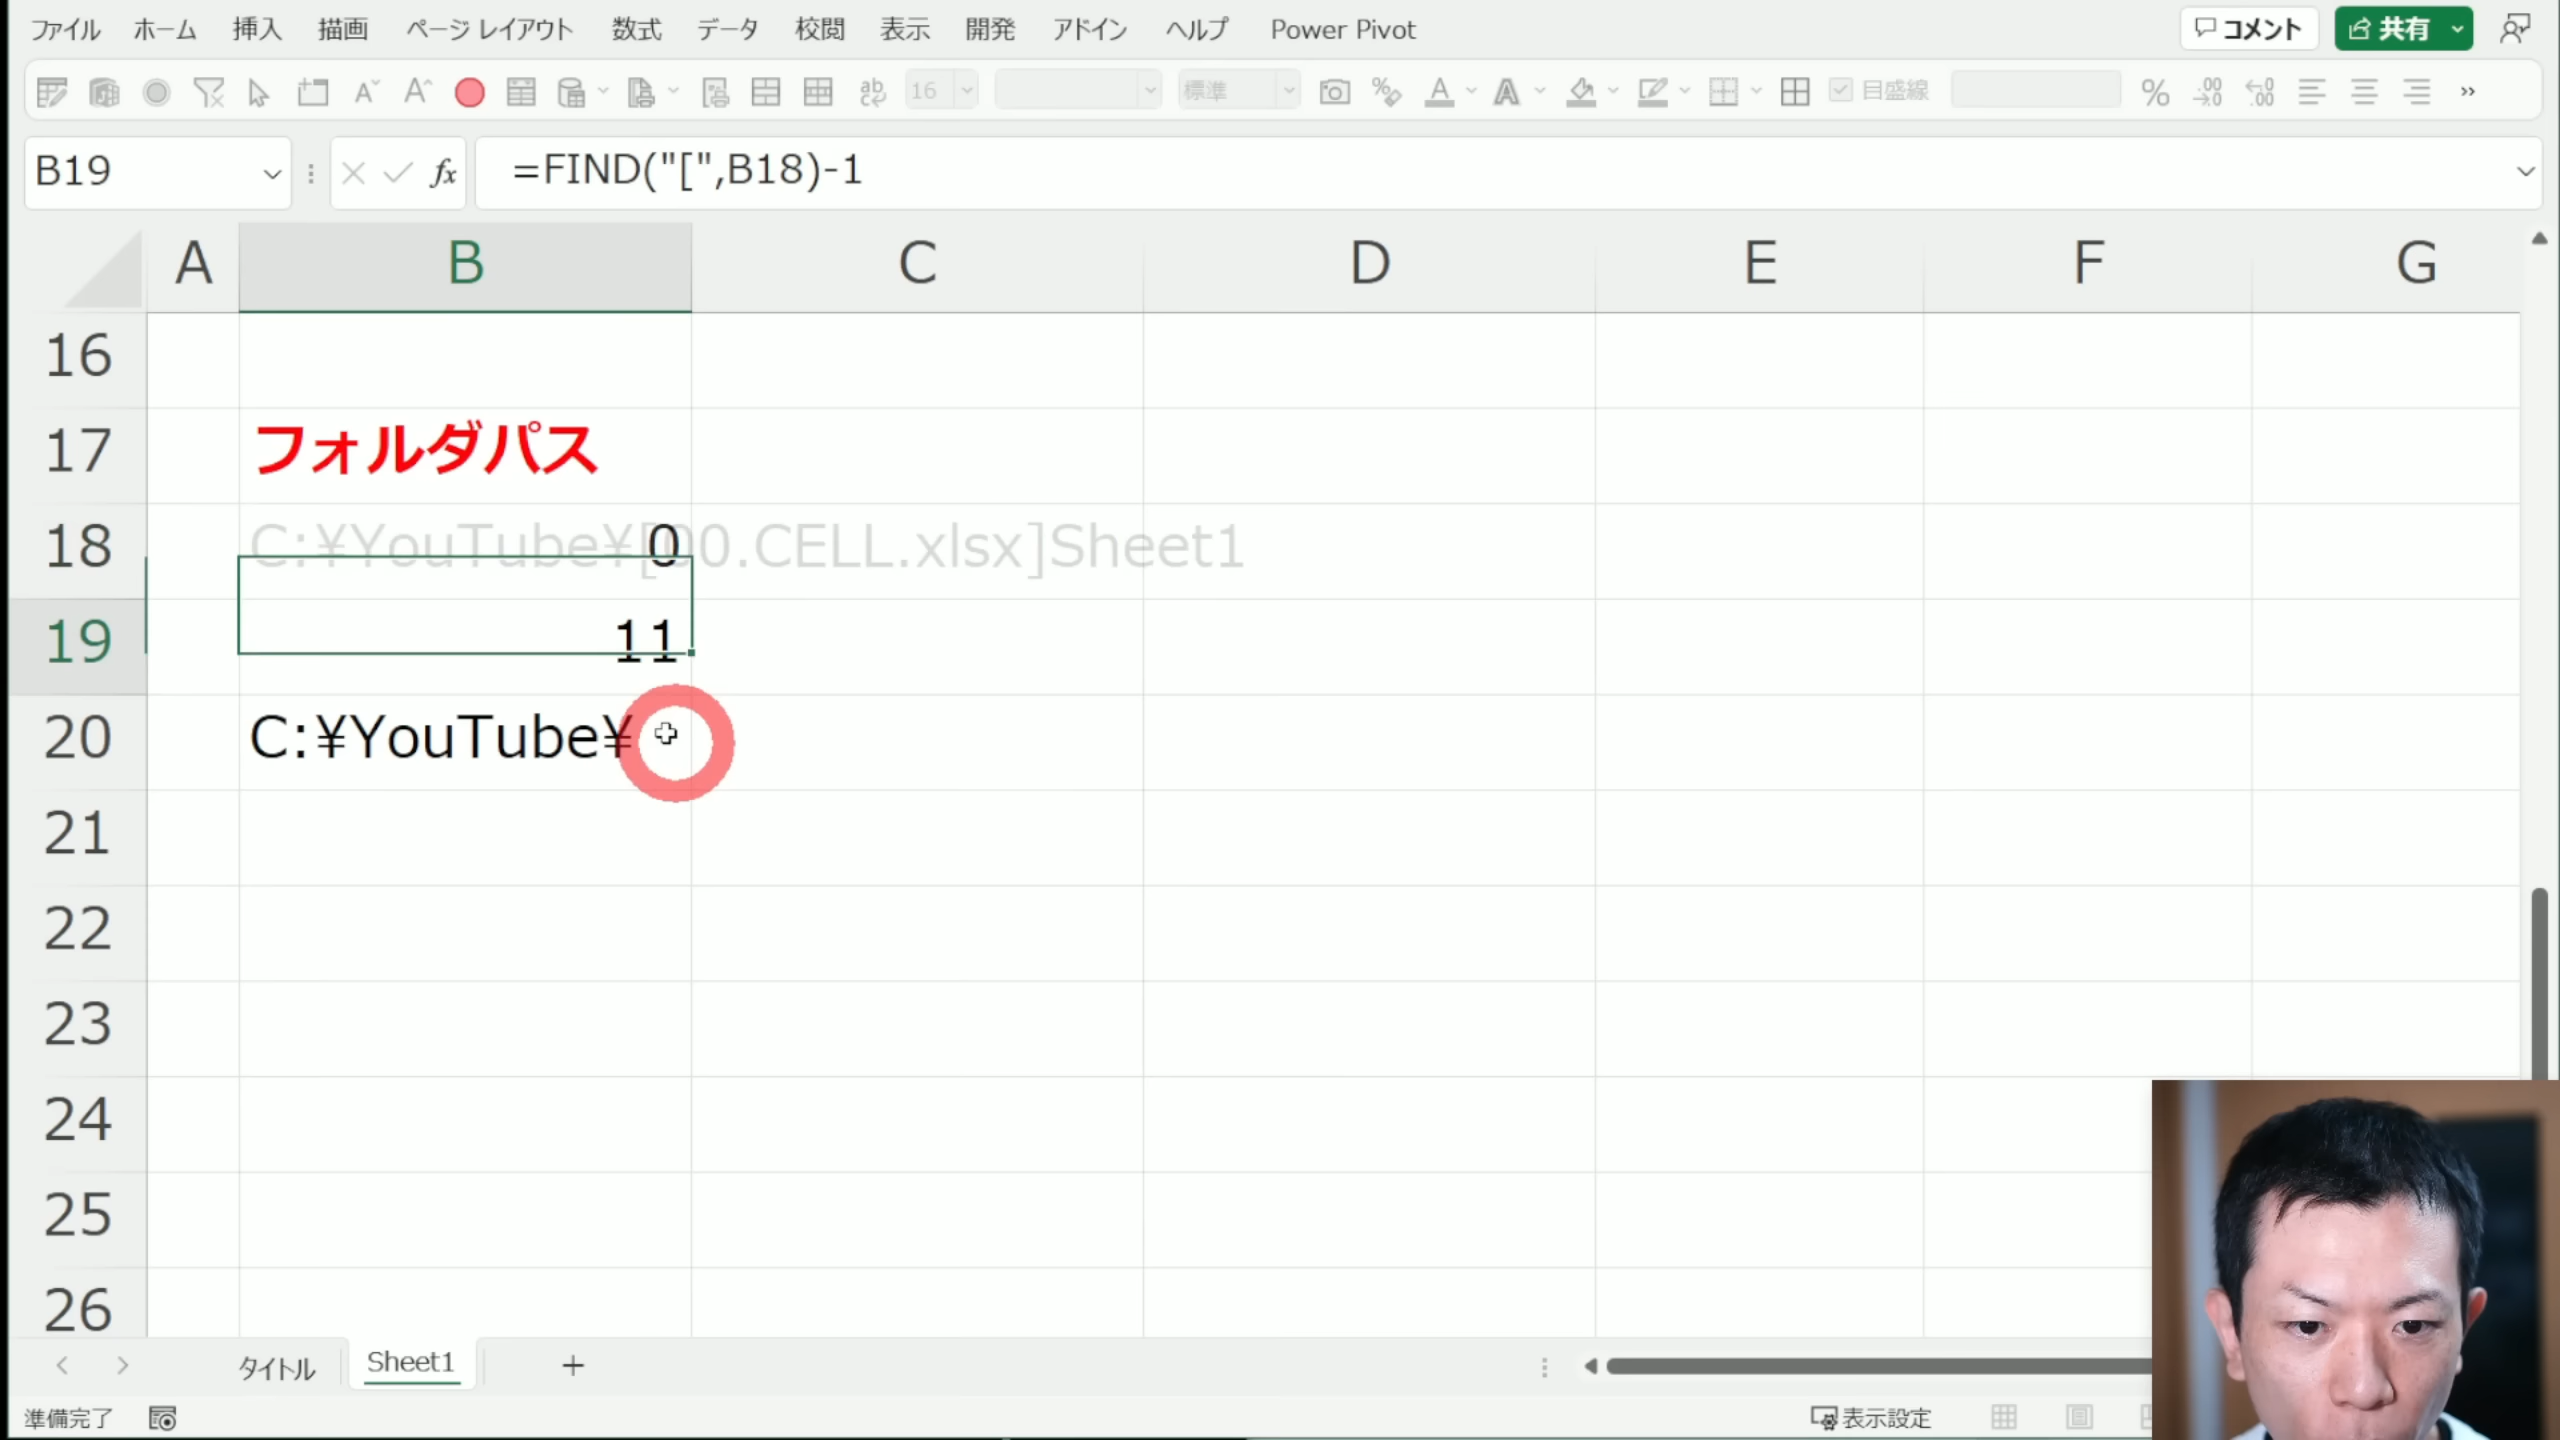 ファイル ホーム 挿入 描画 ページ レイアウト 数式 データ 校閲 表示 開発 アドイン ヘルプ Power Pivot コメント 共有
16 標準 目盛線
B19 fx =FIND("[",B18)-1
A B C D E F G
16
17 フォルダパス
18 C:¥YouTube¥[00.CELL.xlsx]Sheet1 0
19 11
20 C:¥YouTube¥
21
22
23
24
25
26
タイトル Sheet1
準備完了 表示設定